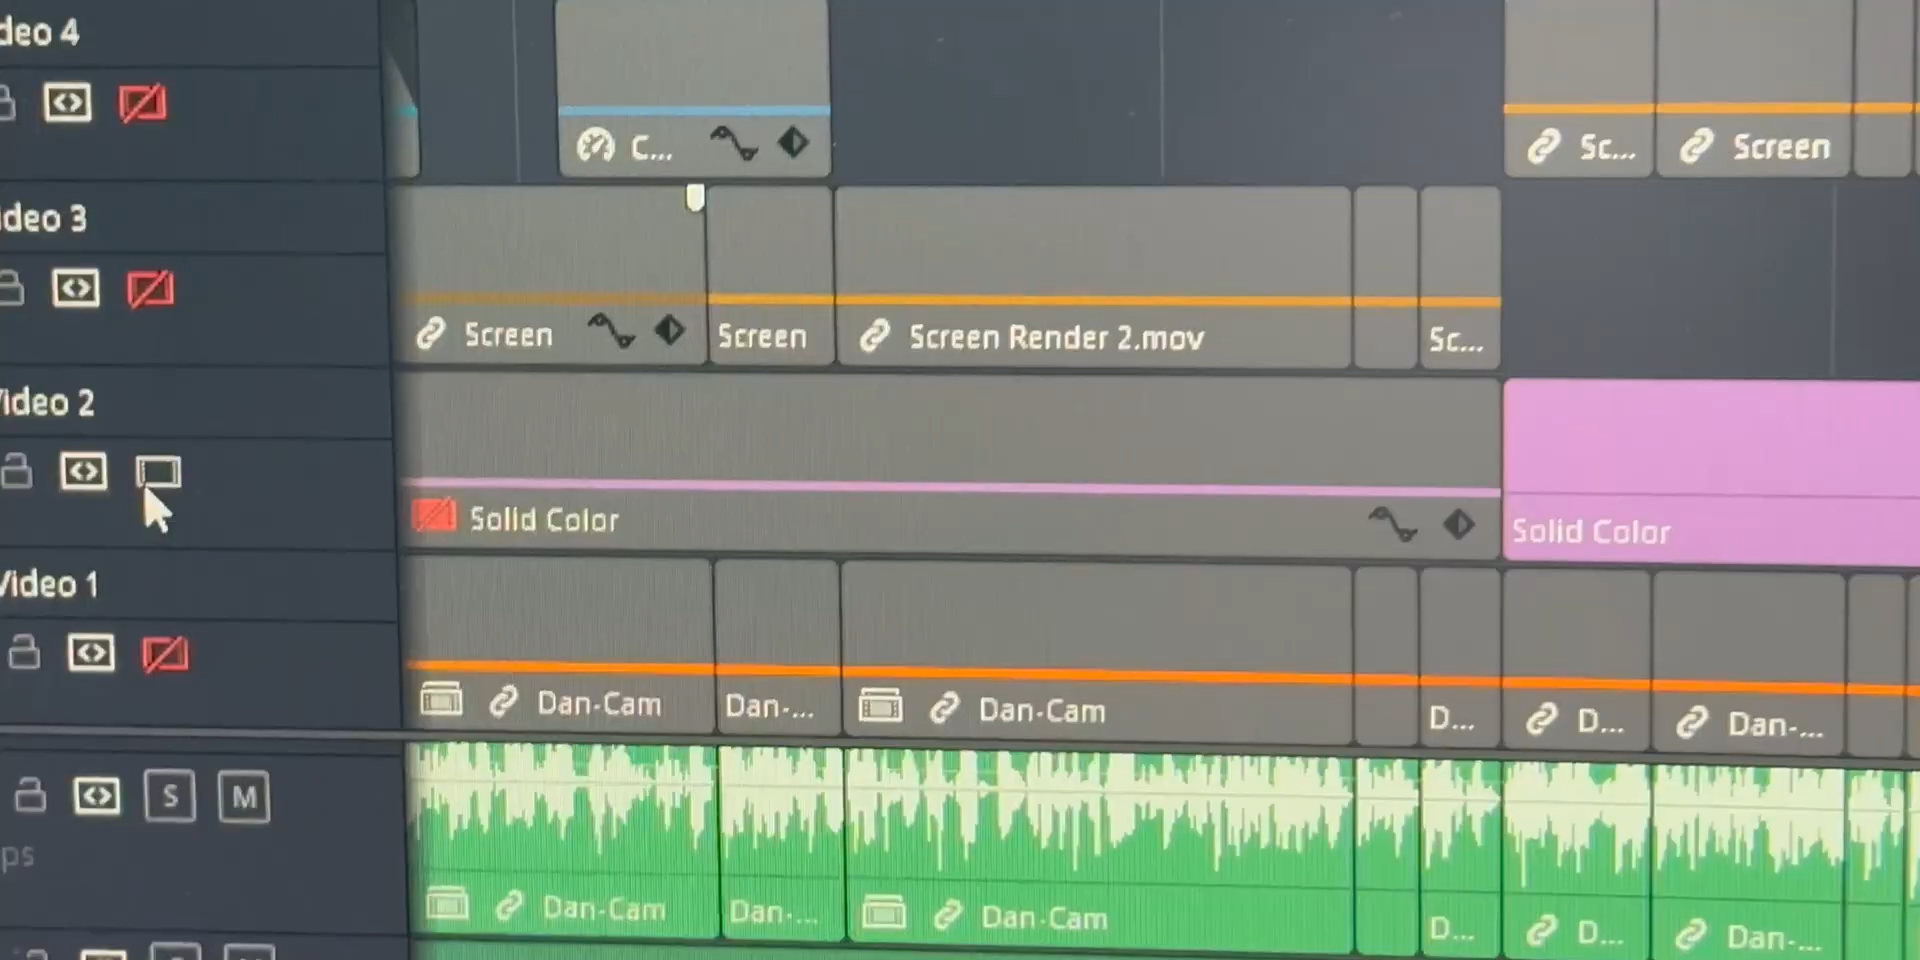 deo 4
C...
Sc...
Screen
ideo 3
Screen
Screen
Screen Render 2.mov
Sc...
Video 2
Solid Color
Solid Color
Video 1
Dan-Cam
Dan-...
Dan-Cam
D...
D...
Dan-...
S
M
ps
Dan-Cam
Dan-...
Dan-Cam
D...
D...
Dan-...